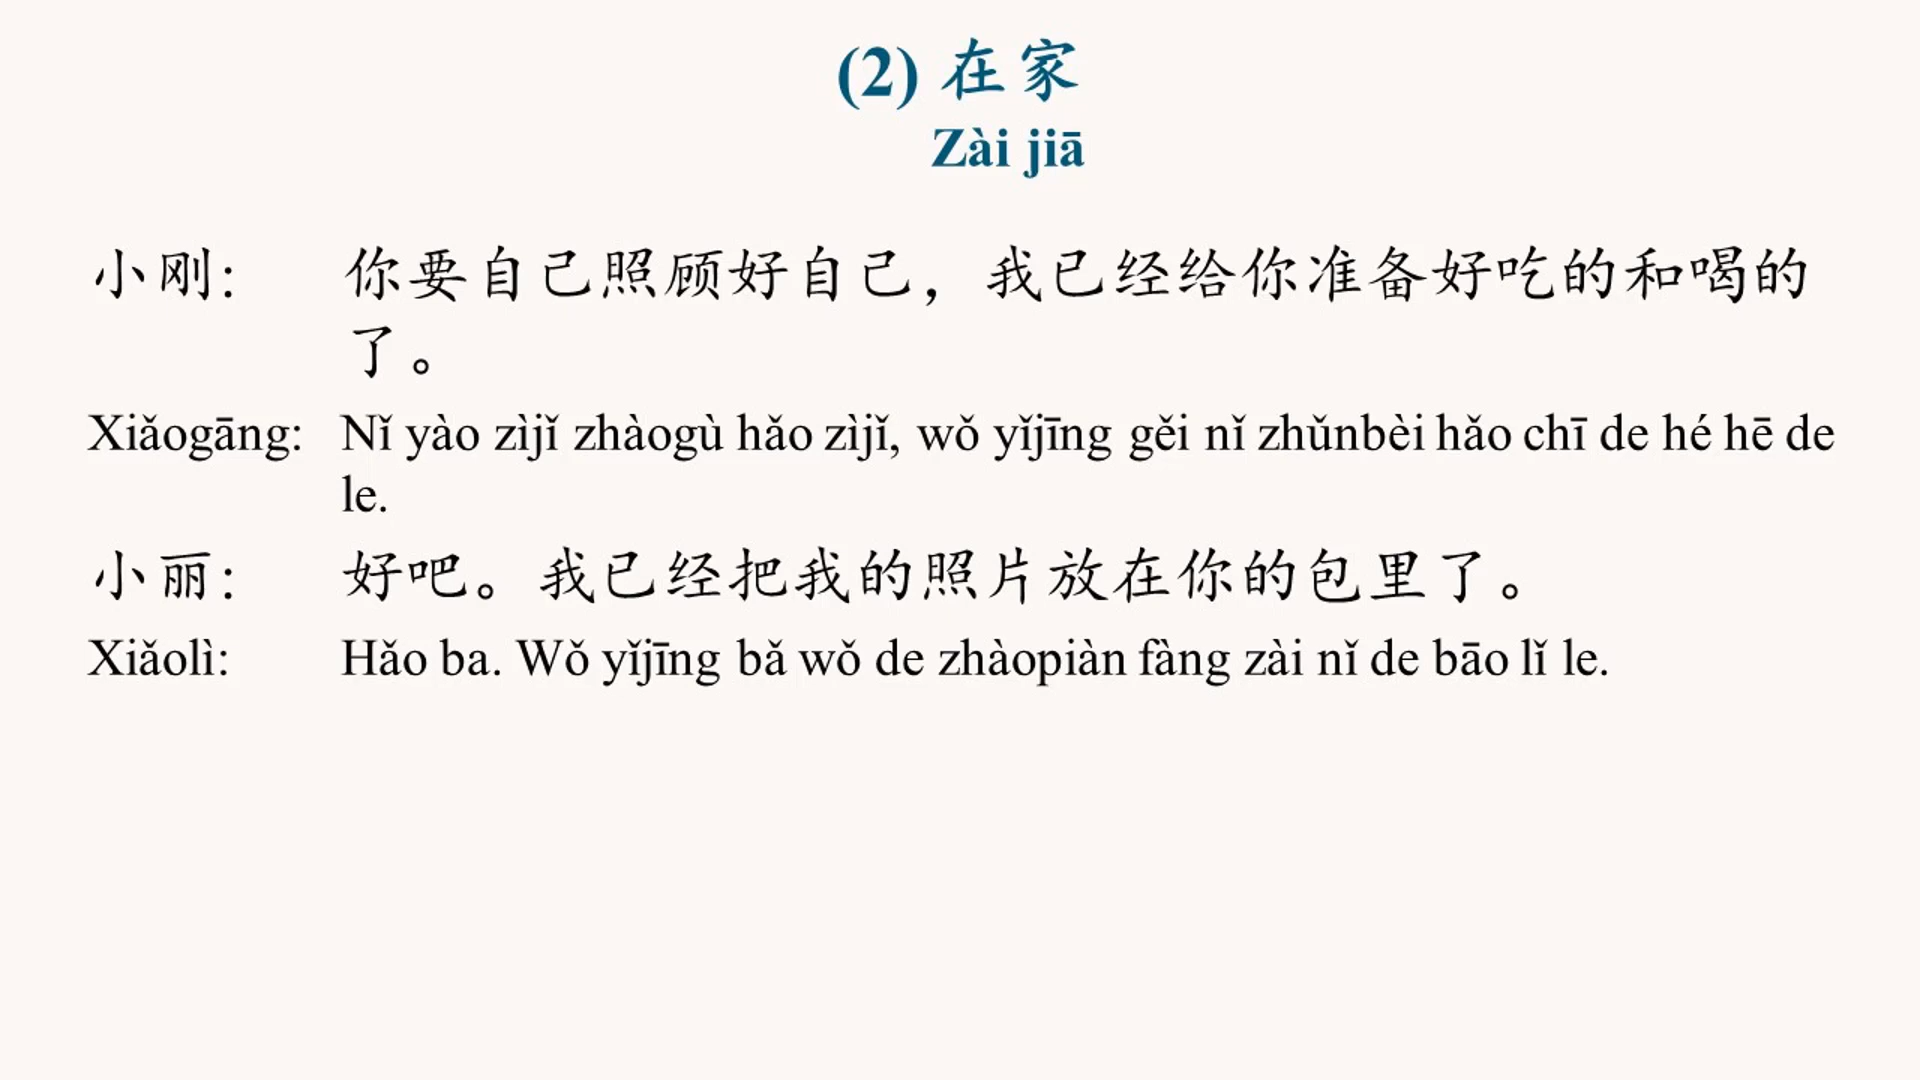 (2) 在家
Zài jiā
小刚: 你要自己照顾好自己，我已经给你准备好吃的和喝的
了。
Xiǎogāng: Nǐ yào zìjǐ zhàogù hǎo zìjǐ, wǒ yǐjīng gěi nǐ zhǔnbèi hǎo chī de hé hē de
le.
小丽: 好吧。我已经把我的照片放在你的包里了。
Xiǎolì: Hǎo ba. Wǒ yǐjīng bǎ wǒ de zhàopiàn fàng zài nǐ de bāo lǐ le.